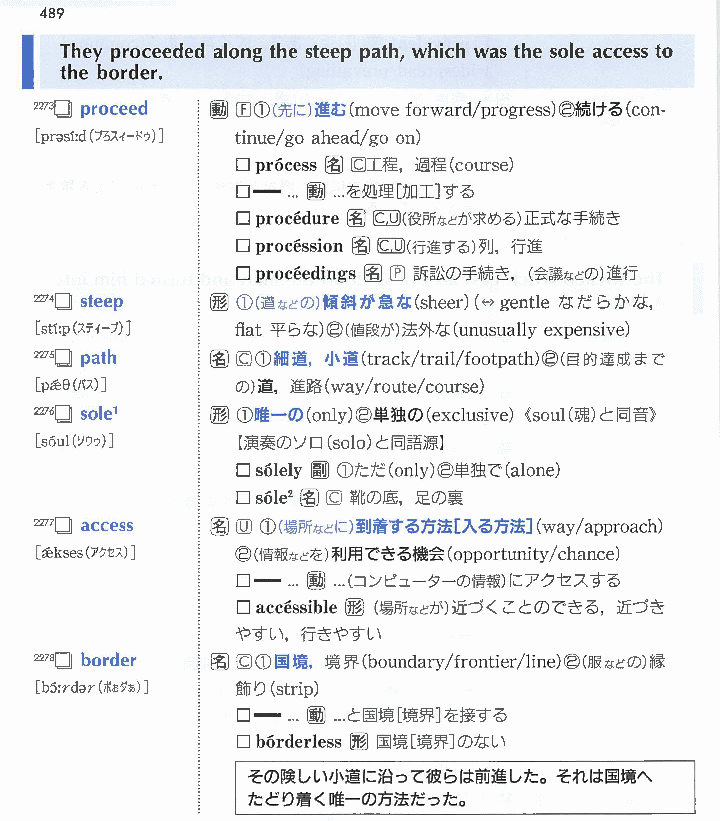 489
They proceeded along the steep path, which was the sole access to
the border.
2273 proceed
[prəsíːd(プろスィードゥ)]
動 F①(先に)進む(move forward/progress)②続ける(con-
tinue/go ahead/go on)
□ prócess 名 C工程，過程(course)
□━ … 動 …を処理[加工]する
□ procédure 名 C,U(役所などが求める)正式な手続き
□ procéssion 名 C,U(行進する)列，行進
□ procéedings 名 P 訴訟の手続き，(会議などの)進行
2274 steep
[stíːp(スティープ)]
形 ①(道などの)傾斜が急な(sheer)(⇔ gentle なだらかな，
flat 平らな)②(値段が)法外な(unusually expensive)
2275 path
[pǽθ(パス)]
名 C①細道，小道(track/trail/footpath)②(目的達成まで
の)道，進路(way/route/course)
2276 sole¹
[sóul(ソウゥ)]
形 ①唯一の(only)②単独の(exclusive)《soul(魂)と同音》
【演奏のソロ(solo)と同語源】
□ sólely 副 ①ただ(only)②単独で(alone)
□ sóle² 名 C 靴の底，足の裏
2277 access
[ǽkses(アクセス)]
名 U ①(場所などに)到着する方法[入る方法](way/approach)
②(情報などを)利用できる機会(opportunity/chance)
□━ … 動 …(コンピューターの情報)にアクセスする
□ accéssible 形 (場所などが)近づくことのできる，近づき
やすい，行きやすい
2278 border
[bɔ́ːrdər(ボぁダぁ)]
名 C①国境，境界(boundary/frontier/line)②(服などの)縁
飾り(strip)
□━ … 動 …と国境[境界]を接する
□ bórderless 形 国境[境界]のない
その険しい小道に沿って彼らは前進した。それは国境へ
たどり着く唯一の方法だった。